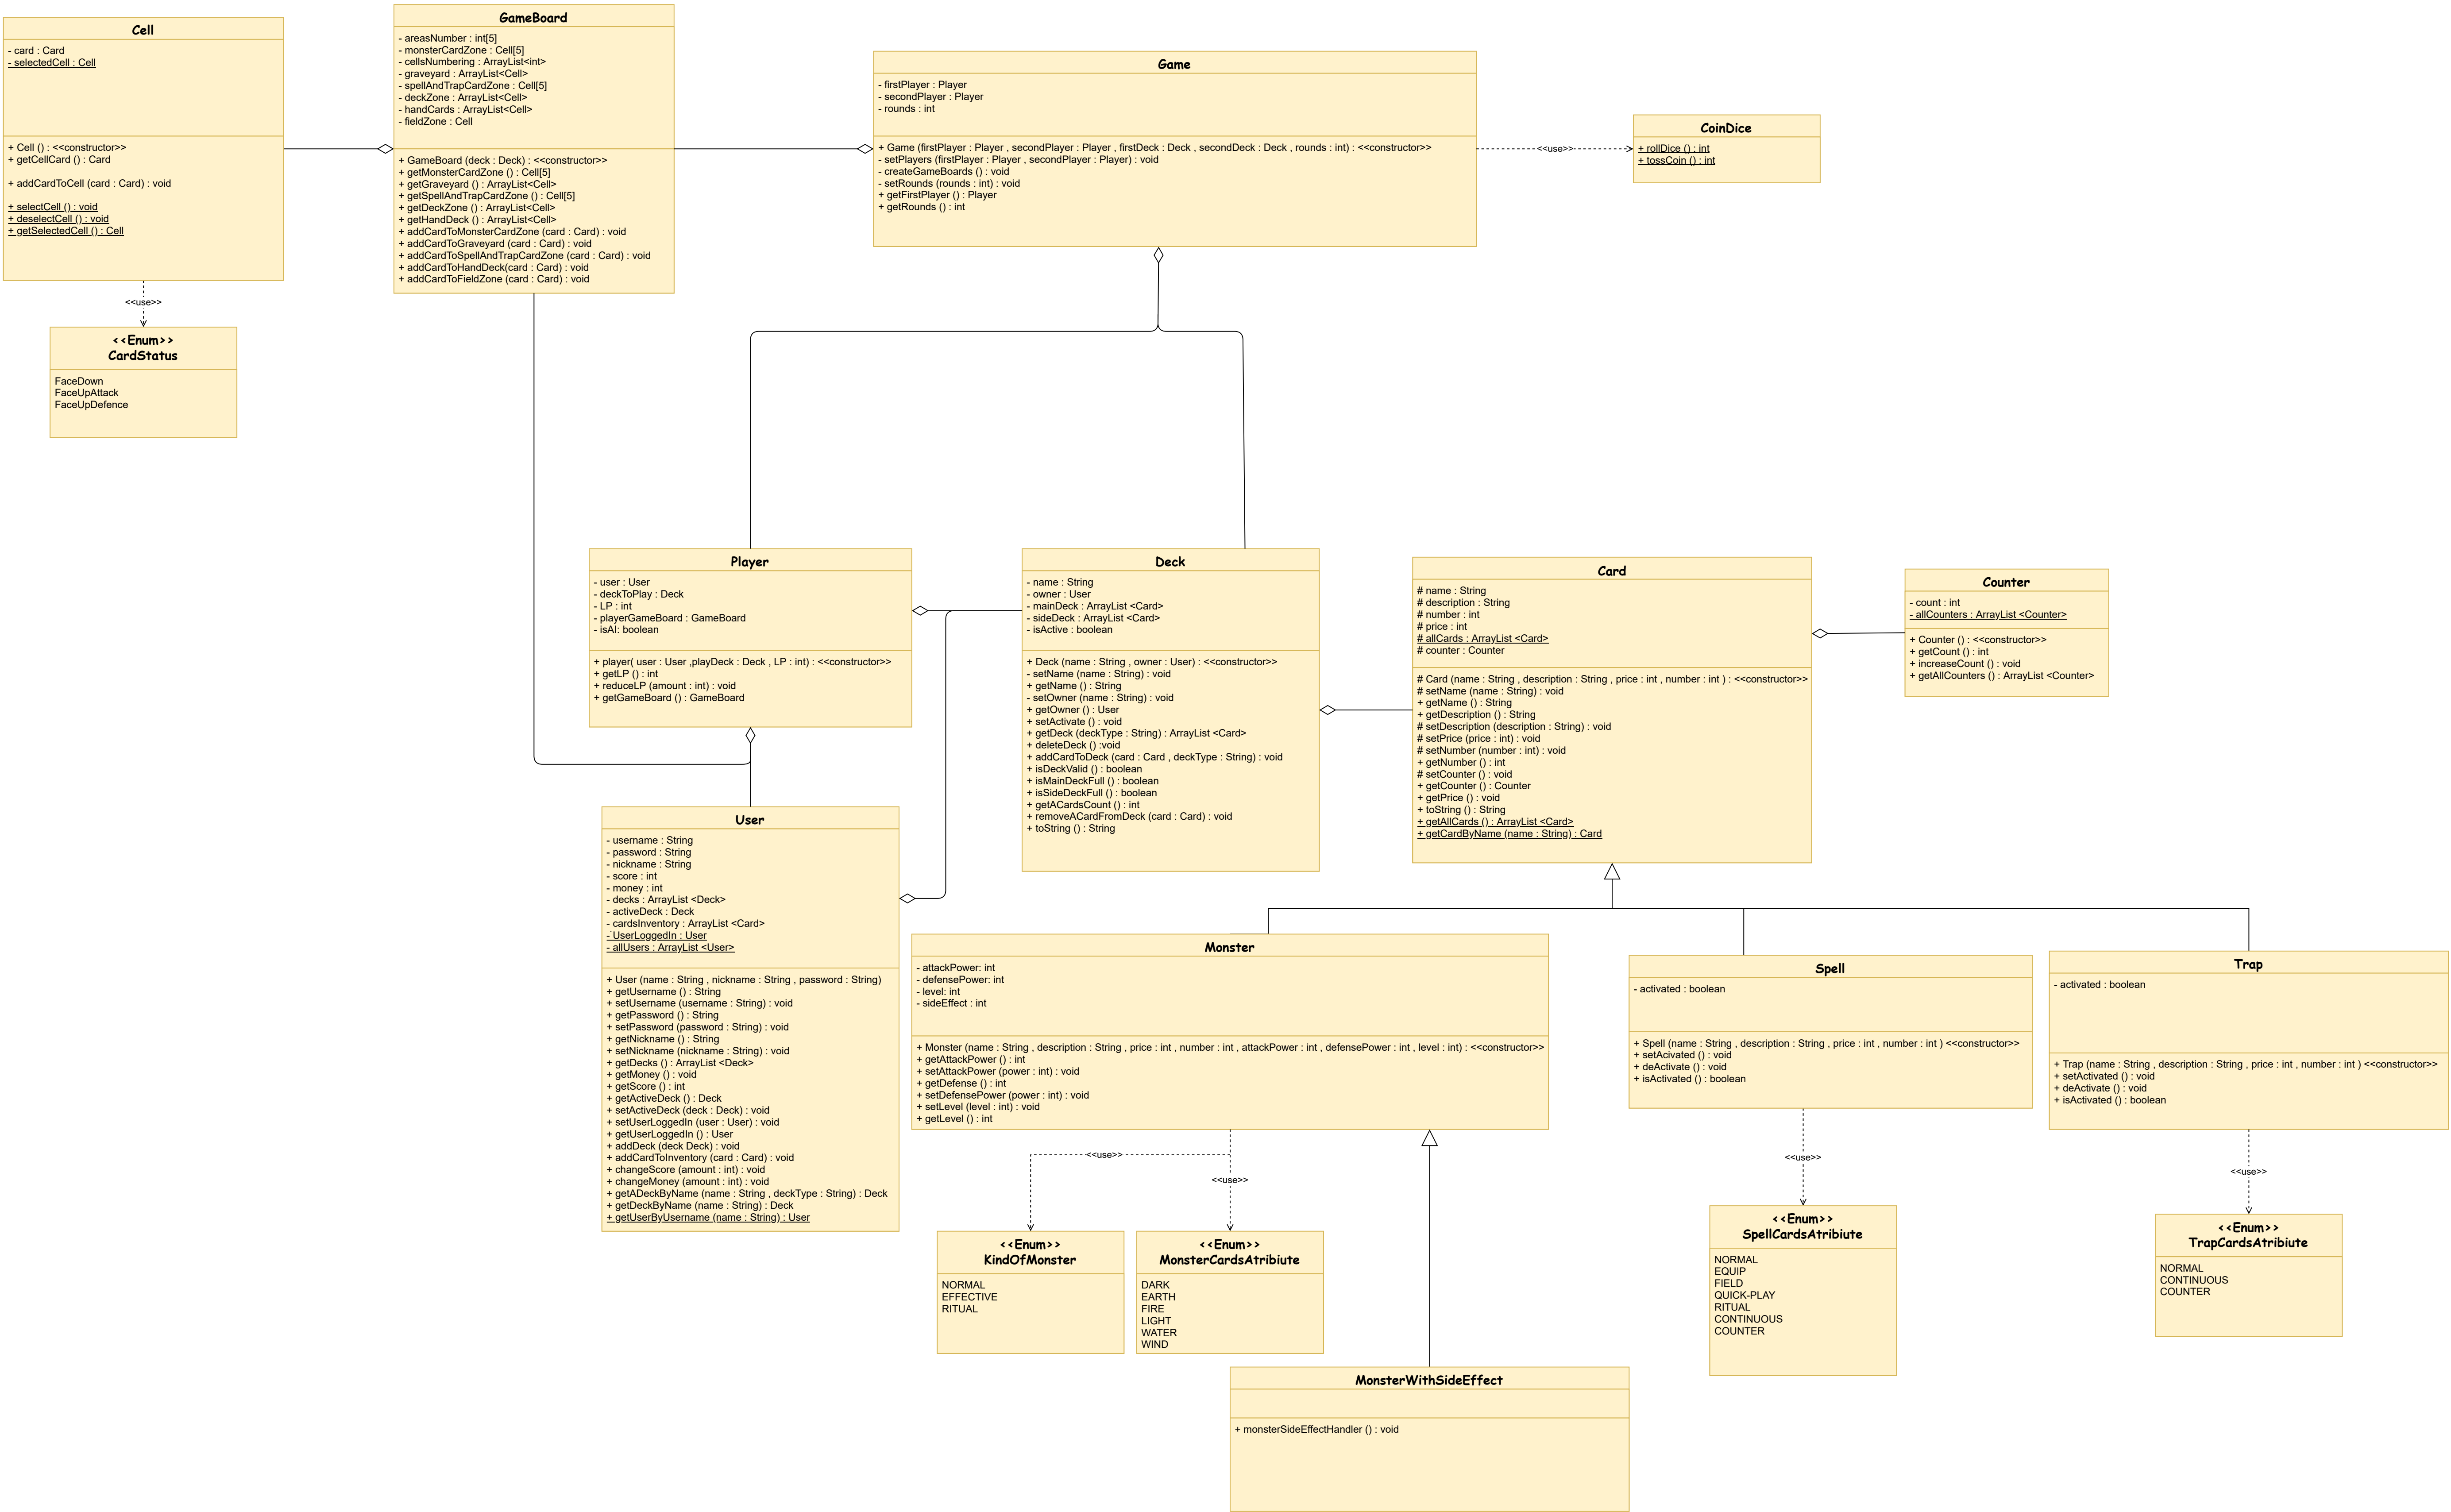 Cell
- card : Card
- selectedCell : Cell
+ Cell () : <<constructor>>
+ getCellCard () : Card
+ addCardToCell (card : Card) : void
+ selectCell () : void
+ deselectCell () : void
+ getSelectedCell () : Cell
<<use>>
<<Enum>>
CardStatus
FaceDown
FaceUpAttack
FaceUpDefence
GameBoard
- areasNumber : int[5]
- monsterCardZone : Cell[5]
- cellsNumbering : ArrayList<int>
- graveyard : ArrayList<Cell>
- spellAndTrapCardZone : Cell[5]
- deckZone : ArrayList<Cell>
- handCards : ArrayList<Cell>
- fieldZone : Cell
+ GameBoard (deck : Deck) : <<constructor>>
+ getMonsterCardZone () : Cell[5]
+ getGraveyard () : ArrayList<Cell>
+ getSpellAndTrapCardZone () : Cell[5]
+ getDeckZone () : ArrayList<Cell>
+ getHandDeck () : ArrayList<Cell>
+ addCardToMonsterCardZone (card : Card) : void
+ addCardToGraveyard (card : Card) : void
+ addCardToSpellAndTrapCardZone (card : Card) : void
+ addCardToHandDeck(card : Card) : void
+ addCardToFieldZone (card : Card) : void
Game
- firstPlayer : Player
- secondPlayer : Player
- rounds : int
+ Game (firstPlayer : Player , secondPlayer : Player , firstDeck : Deck , secondDeck : Deck , rounds : int) : <<constructor>>
- setPlayers (firstPlayer : Player , secondPlayer : Player) : void
- createGameBoards () : void
- setRounds (rounds : int) : void
+ getFirstPlayer () : Player
+ getRounds () : int
<<use>>
CoinDice
+ rollDice () : int
+ tossCoin () : int
Player
- user : User
- deckToPlay : Deck
- LP : int
- playerGameBoard : GameBoard
- isAI: boolean
+ player( user : User ,playDeck : Deck , LP : int) : <<constructor>>
+ getLP () : int
+ reduceLP (amount : int) : void
+ getGameBoard () : GameBoard
Deck
- name : String
- owner : User
- mainDeck : ArrayList <Card>
- sideDeck : ArrayList <Card>
- isActive : boolean
+ Deck (name : String , owner : User) : <<constructor>>
- setName (name : String) : void
+ getName () : String
- setOwner (name : String) : void
+ getOwner () : User
+ setActivate () : void
+ getDeck (deckType : String) : ArrayList <Card>
+ deleteDeck () :void
+ addCardToDeck (card : Card , deckType : String) : void
+ isDeckValid () : boolean
+ isMainDeckFull () : boolean
+ isSideDeckFull () : boolean
+ getACardsCount () : int
+ removeACardFromDeck (card : Card) : void
+ toString () : String
Card
# name : String
# description : String
# number : int
# price : int
# allCards : ArrayList <Card>
# counter : Counter
# Card (name : String , description : String , price : int , number : int ) : <<constructor>>
# setName (name : String) : void
+ getName () : String
+ getDescription () : String
# setDescription (description : String) : void
# setPrice (price : int) : void
# setNumber (number : int) : void
+ getNumber () : int
# setCounter () : void
+ getCounter () : Counter
+ getPrice () : void
+ toString () : String
+ getAllCards () : ArrayList <Card>
+ getCardByName (name : String) : Card
Counter
- count : int
- allCounters : ArrayList <Counter>
+ Counter () : <<constructor>>
+ getCount () : int
+ increaseCount () : void
+ getAllCounters () : ArrayList <Counter>
User
- username : String
- password : String
- nickname : String
- score : int
- money : int
- decks : ArrayList <Deck>
- activeDeck : Deck
- cardsInventory : ArrayList <Card>
- UserLoggedIn : User
- allUsers : ArrayList <User>
+ User (name : String , nickname : String , password : String)
+ getUsername () : String
+ setUsername (username : String) : void
+ getPassword () : String
+ setPassword (password : String) : void
+ getNickname () : String
+ setNickname (nickname : String) : void
+ getDecks () : ArrayList <Deck>
+ getMoney () : void
+ getScore () : int
+ getActiveDeck () : Deck
+ setActiveDeck (deck : Deck) : void
+ setUserLoggedIn (user : User) : void
+ getUserLoggedIn () : User
+ addDeck (deck Deck) : void
+ addCardToInventory (card : Card) : void
+ changeScore (amount : int) : void
+ changeMoney (amount : int) : void
+ getADeckByName (name : String , deckType : String) : Deck
+ getDeckByName (name : String) : Deck
+ getUserByUsername (name : String) : User
Monster
- attackPower: int
- defensePower: int
- level: int
- sideEffect : int
+ Monster (name : String , description : String , price : int , number : int , attackPower : int , defensePower : int , level : int) : <<constructor>>
+ getAttackPower () : int
+ setAttackPower (power : int) : void
+ getDefense () : int
+ setDefensePower (power : int) : void
+ setLevel (level : int) : void
+ getLevel () : int
<<use>>
<<use>>
<<Enum>>
KindOfMonster
NORMAL
EFFECTIVE
RITUAL
<<Enum>>
MonsterCardsAtribiute
DARK
EARTH
FIRE
LIGHT
WATER
WIND
Spell
- activated : boolean
+ Spell (name : String , description : String , price : int , number : int ) <<constructor>>
+ setAcivated () : void
+ deActivate () : void
+ isActivated () : boolean
<<use>>
<<Enum>>
SpellCardsAtribiute
NORMAL
EQUIP
FIELD
QUICK-PLAY
RITUAL
CONTINUOUS
COUNTER
Trap
- activated : boolean
+ Trap (name : String , description : String , price : int , number : int ) <<constructor>>
+ setActivated () : void
+ deActivate () : void
+ isActivated () : boolean
<<use>>
<<Enum>>
TrapCardsAtribiute
NORMAL
CONTINUOUS
COUNTER
MonsterWithSideEffect
+ monsterSideEffectHandler () : void